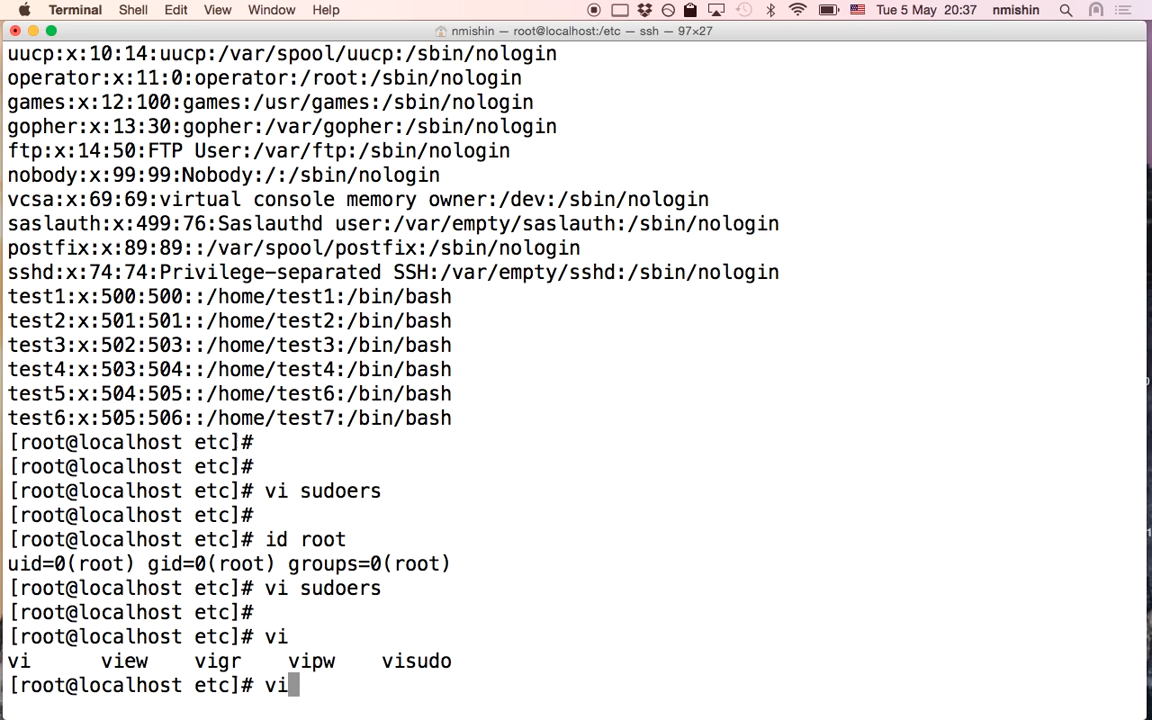 Terminal Shell Edit View Window Help Tue 5 May 20:37 nmishin
nmishin — root@localhost:/etc — ssh — 97×27
uucp:x:10:14:uucp:/var/spool/uucp:/sbin/nologin
operator:x:11:0:operator:/root:/sbin/nologin
games:x:12:100:games:/usr/games:/sbin/nologin
gopher:x:13:30:gopher:/var/gopher:/sbin/nologin
ftp:x:14:50:FTP User:/var/ftp:/sbin/nologin
nobody:x:99:99:Nobody:/:/sbin/nologin
vcsa:x:69:69:virtual console memory owner:/dev:/sbin/nologin
saslauth:x:499:76:Saslauthd user:/var/empty/saslauth:/sbin/nologin
postfix:x:89:89::/var/spool/postfix:/sbin/nologin
sshd:x:74:74:Privilege-separated SSH:/var/empty/sshd:/sbin/nologin
test1:x:500:500::/home/test1:/bin/bash
test2:x:501:501::/home/test2:/bin/bash
test3:x:502:503::/home/test3:/bin/bash
test4:x:503:504::/home/test4:/bin/bash
test5:x:504:505::/home/test6:/bin/bash
test6:x:505:506::/home/test7:/bin/bash
[root@localhost etc]#
[root@localhost etc]#
[root@localhost etc]# vi sudoers
[root@localhost etc]#
[root@localhost etc]# id root
uid=0(root) gid=0(root) groups=0(root)
[root@localhost etc]# vi sudoers
[root@localhost etc]#
[root@localhost etc]# vi
vi view vigr vipw visudo
[root@localhost etc]# vi